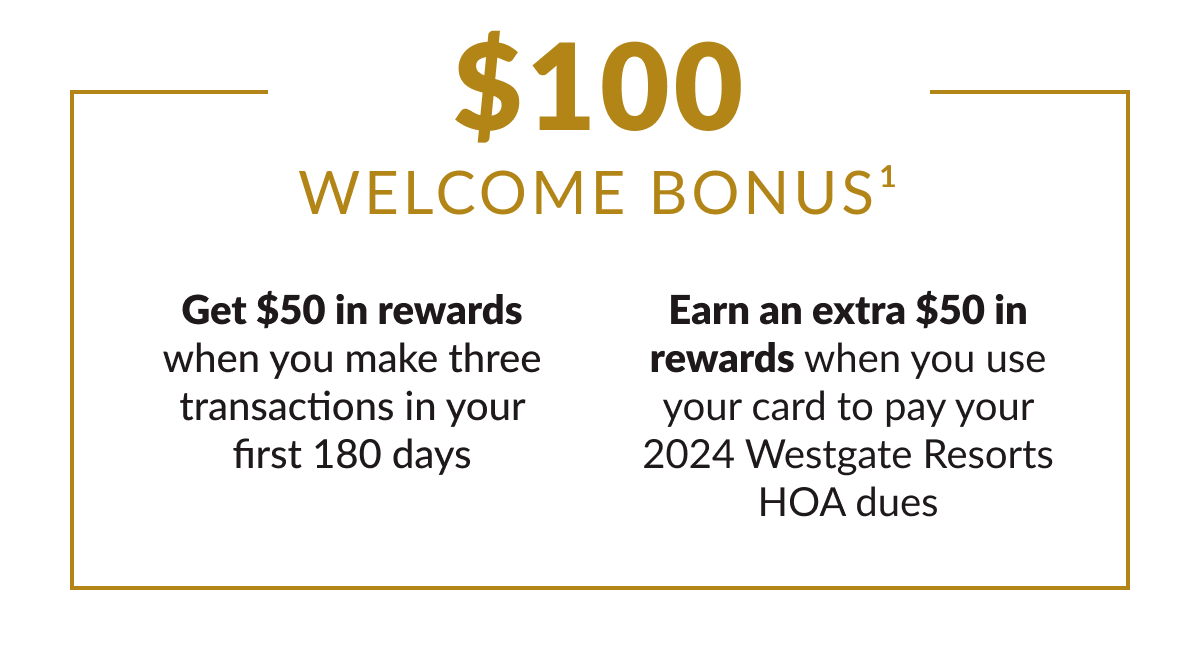 $100
WELCOME BONUS¹
Get $50 in rewards
when you make three
transactions in your
first 180 days
Earn an extra $50 in
rewards when you use
your card to pay your
2024 Westgate Resorts
HOA dues